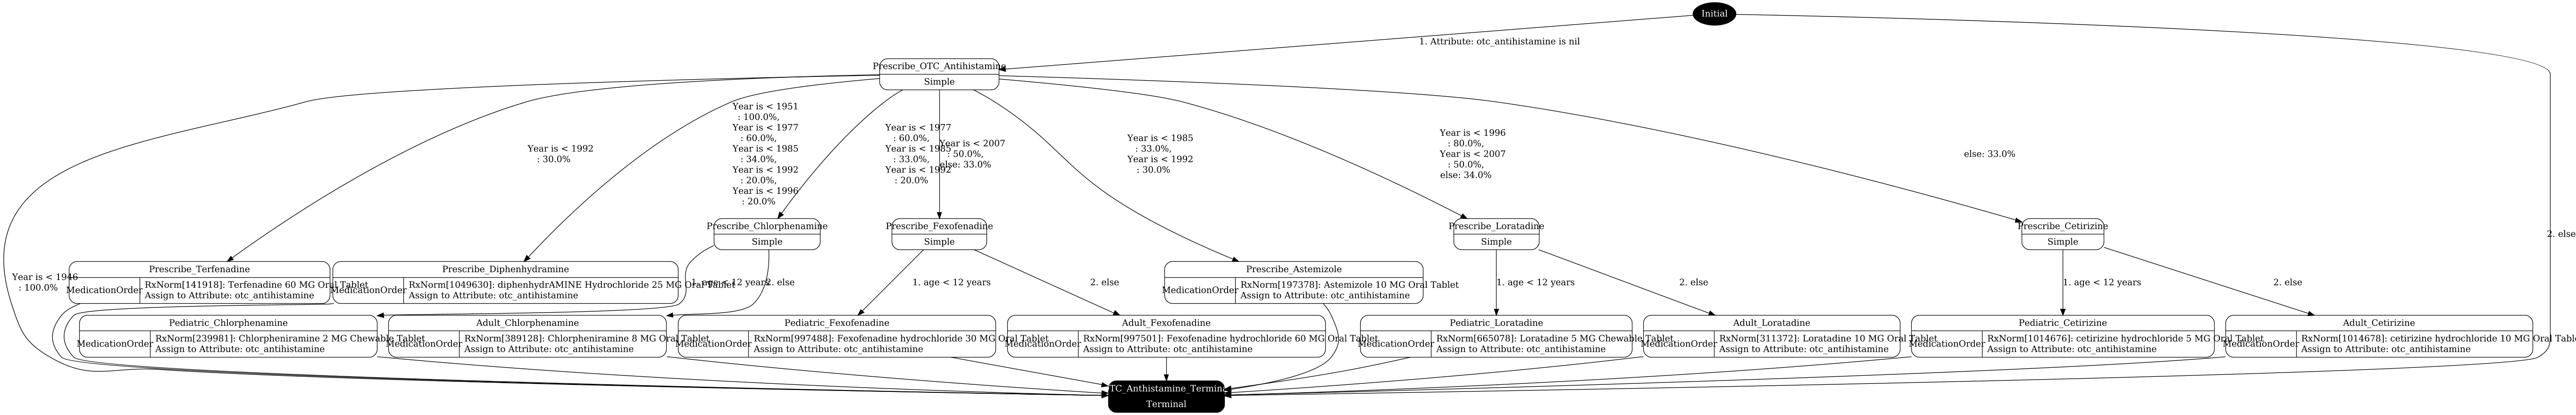 Initial
1. Attribute: otc_antihistamine is nil
Prescribe_OTC_Antihistamine
Simple
Year is < 1946
: 100.0%
Year is < 1992
: 30.0%
Year is < 1951
: 100.0%,
Year is < 1977
: 60.0%,
Year is < 1985
: 34.0%,
Year is < 1992
: 20.0%,
Year is < 1996
: 20.0%
Year is < 1977
: 60.0%,
Year is < 1985
: 33.0%,
Year is < 1992
: 20.0%
Year is < 2007
: 50.0%,
else: 33.0%
Year is < 1985
: 33.0%,
Year is < 1992
: 30.0%
Year is < 1996
: 80.0%,
Year is < 2007
: 50.0%,
else: 34.0%
else: 33.0%
2. else
Prescribe_Chlorphenamine
Simple
Prescribe_Fexofenadine
Simple
Prescribe_Loratadine
Simple
Prescribe_Cetirizine
Simple
Prescribe_Terfenadine
MedicationOrder
RxNorm[141918]: Terfenadine 60 MG Oral Tablet
Assign to Attribute: otc_antihistamine
Prescribe_Diphenhydramine
MedicationOrder
RxNorm[1049630]: diphenhydrAMINE Hydrochloride 25 MG Oral Tablet
Assign to Attribute: otc_antihistamine
1. age < 12 years
2. else
1. age < 12 years
2. else
Prescribe_Astemizole
MedicationOrder
RxNorm[197378]: Astemizole 10 MG Oral Tablet
Assign to Attribute: otc_antihistamine
1. age < 12 years
2. else
1. age < 12 years
2. else
Pediatric_Chlorphenamine
MedicationOrder
RxNorm[239981]: Chlorpheniramine 2 MG Chewable Tablet
Assign to Attribute: otc_antihistamine
Adult_Chlorphenamine
MedicationOrder
RxNorm[389128]: Chlorpheniramine 8 MG Oral Tablet
Assign to Attribute: otc_antihistamine
Pediatric_Fexofenadine
MedicationOrder
RxNorm[997488]: Fexofenadine hydrochloride 30 MG Oral Tablet
Assign to Attribute: otc_antihistamine
Adult_Fexofenadine
MedicationOrder
RxNorm[997501]: Fexofenadine hydrochloride 60 MG Oral Tablet
Assign to Attribute: otc_antihistamine
Pediatric_Loratadine
MedicationOrder
RxNorm[665078]: Loratadine 5 MG Chewable Tablet
Assign to Attribute: otc_antihistamine
Adult_Loratadine
MedicationOrder
RxNorm[311372]: Loratadine 10 MG Oral Tablet
Assign to Attribute: otc_antihistamine
Pediatric_Cetirizine
MedicationOrder
RxNorm[1014676]: cetirizine hydrochloride 5 MG Oral Tablet
Assign to Attribute: otc_antihistamine
Adult_Cetirizine
MedicationOrder
RxNorm[1014678]: cetirizine hydrochloride 10 MG Oral
Assign to Attribute: otc_antihistamine
TC_Anthistamine_Termina
Terminal